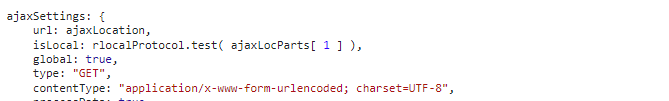 ajaxSettings: {
url: ajaxLocation,
isLocal: rlocalProtocol.test( ajaxLocParts[ 1 ] ),
global: true,
type: "GET",
contentType: "application/x-www-form-urlencoded; charset=UTF-8",